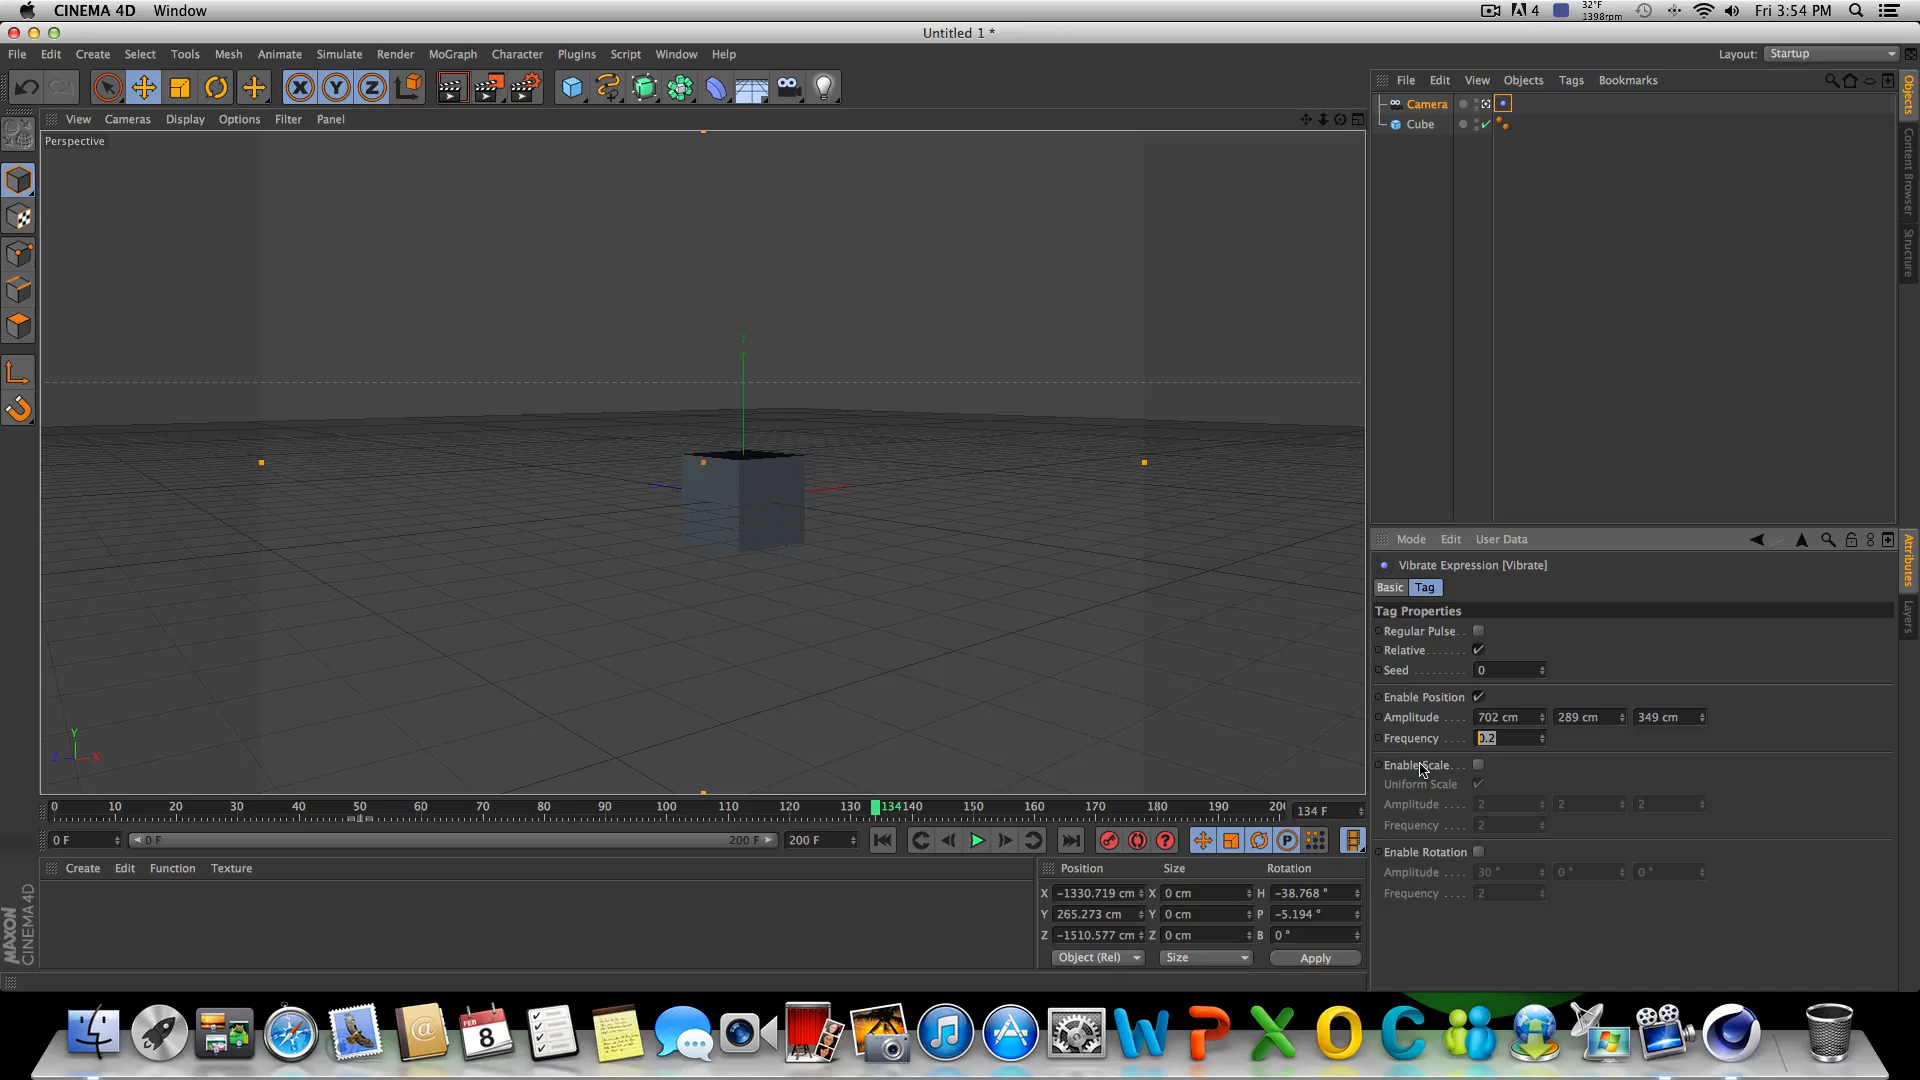 CINEMA 4D Window
4 32°F 1398rpm Fri 3:54 PM
Untitled 1 *
File Edit Create Select Tools Mesh Animate Simulate Render MoGraph Character Plugins Script Window Help
Layout: Startup
X Y Z
View Cameras Display Options Filter Panel
Perspective
Y
Y
Z X
0 10 20 30 40 50 60 70 80 90 100 110 120 130 134 140 150 160 170 180 190 20
134 F
0 F 0 F 200 F 200 F
P
Create Edit Function Texture
Position Size Rotation
X -1330.719 cm X 0 cm H -38.768 °
Y 265.273 cm Y 0 cm P -5.194 °
Z -1510.577 cm Z 0 cm B 0 °
Object (Rel) Size Apply
MAXON
CINEMA 4D
File Edit View Objects Tags Bookmarks
Camera
Cube
Objects
Content Browser
Structure
Mode Edit User Data
Vibrate Expression [Vibrate]
Basic Tag
Tag Properties
Regular Pulse. .
Relative. . . . . . .
Seed . . . . . . . . . 0
Enable Position
Amplitude . . . . 702 cm 289 cm 349 cm
Frequency . . . . 0.2
Enable Scale. . .
Uniform Scale
Amplitude . . . . 2 2 2
Frequency . . . . 2
Enable Rotation
Amplitude . . . . 30 ° 0 ° 0 °
Frequency . . . . 2
Attributes
Layers
FEB 8
@
W P X O C